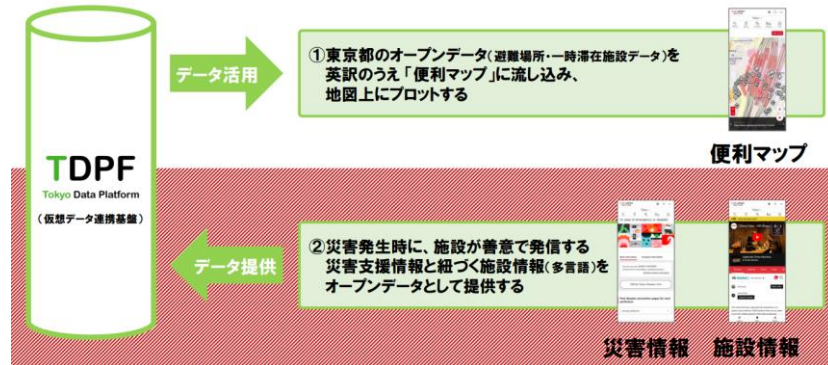 データ活用
①東京都のオープンデータ(避難場所・一時滞在施設データ)を
英訳のうえ「便利マップ」に流し込み、
地図上にプロットする
便利マップ
TDPF
Tokyo Data Platform
(仮想データ連携基盤)
データ提供
②災害発生時に、施設が善意で発信する
災害支援情報と紐づく施設情報(多言語)を
オープンデータとして提供する
災害情報
施設情報